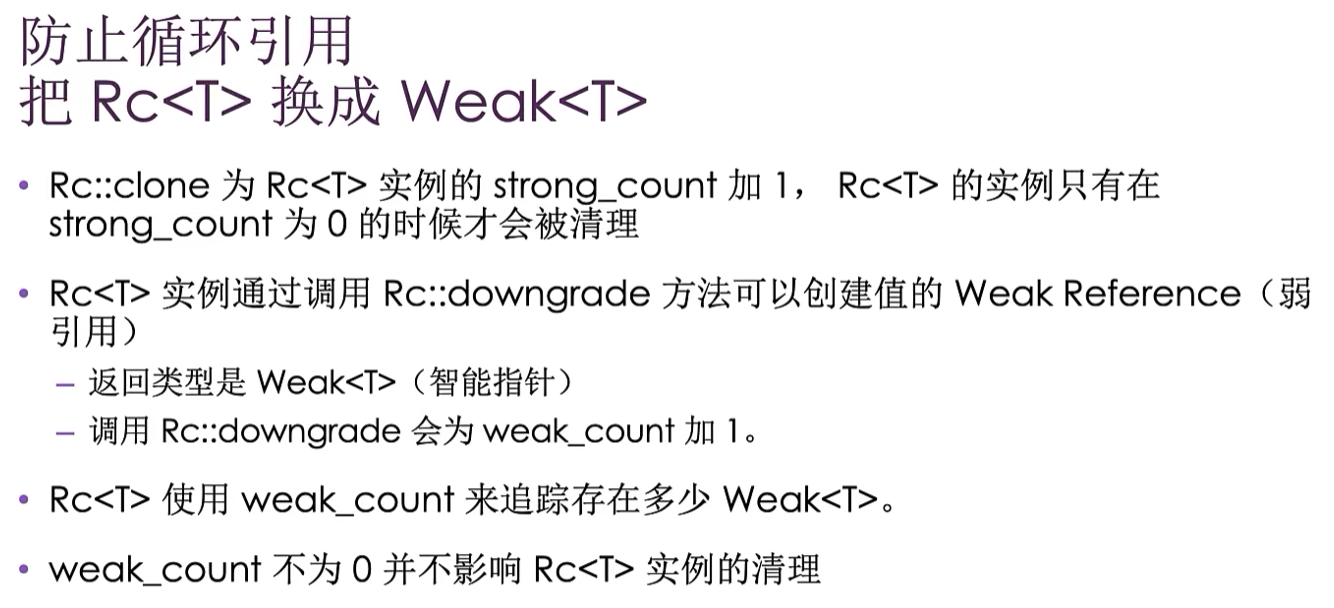 防止循环引用
把 Rc<T> 换成 Weak<T>
• Rc::clone 为 Rc<T> 实例的 strong_count 加 1， Rc<T> 的实例只有在
strong_count 为 0 的时候才会被清理
• Rc<T> 实例通过调用 Rc::downgrade 方法可以创建值的 Weak Reference（弱
引用）
– 返回类型是 Weak<T>（智能指针）
– 调用 Rc::downgrade 会为 weak_count 加 1。
• Rc<T> 使用 weak_count 来追踪存在多少 Weak<T>。
• weak_count 不为 0 并不影响 Rc<T> 实例的清理